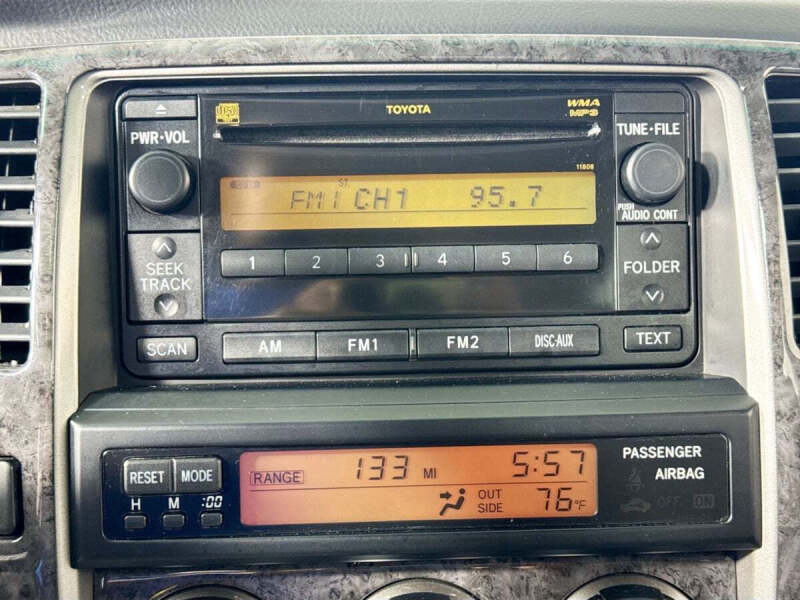 TOYOTA
WMA
MP3
PWR•VOL
TUNE•FILE
11808
ST
FM1 CH1 95.7
PUSH
AUDIO CONT
1 2 3 4 5 6
SEEK
TRACK
FOLDER
SCAN AM FM1 FM2 DISC•AUX TEXT
RESET MODE
H M :00
RANGE 133 MI 5:57
OUT
SIDE 76°F
PASSENGER
AIRBAG
OFF ON